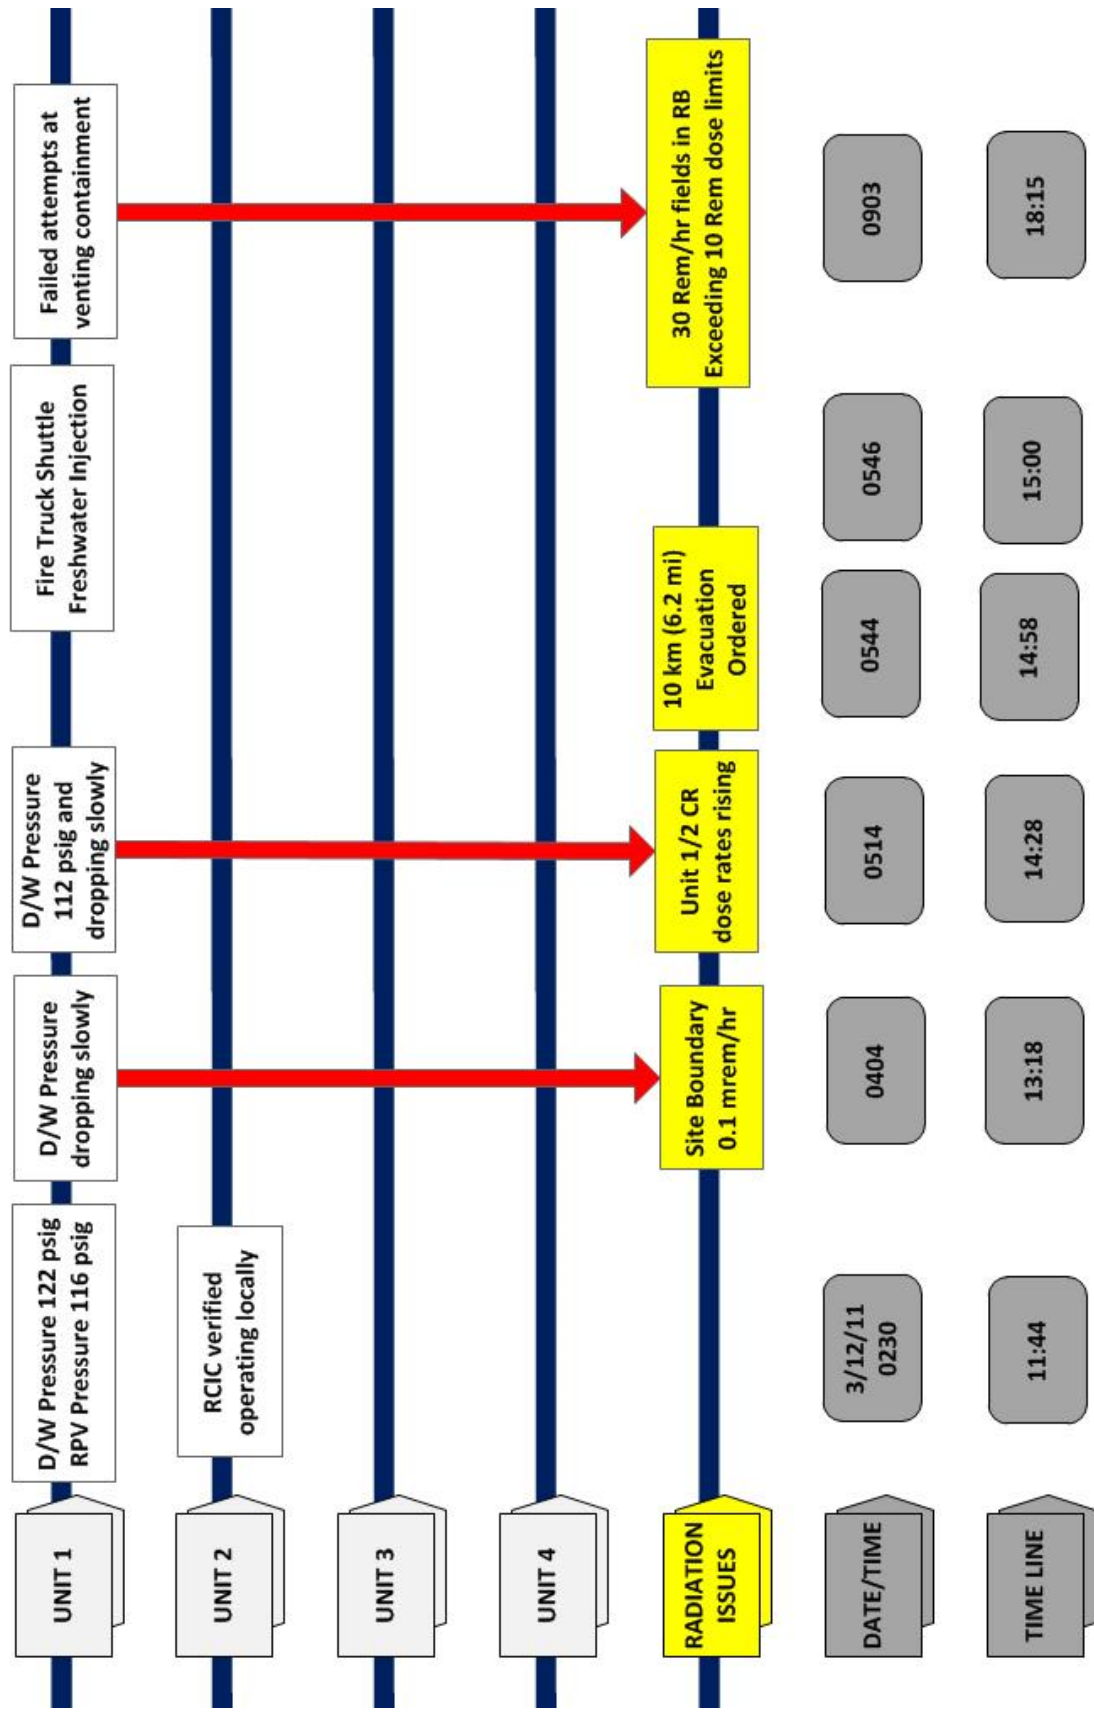 UNIT 1
D/W Pressure 122 psig
RPV Pressure 116 psig
D/W Pressure
dropping slowly
D/W Pressure
112 psig and
dropping slowly
Fire Truck Shuttle
Freshwater Injection
Failed attempts at
venting containment
UNIT 2
RCIC verified
operating locally
UNIT 3
UNIT 4
RADIATION
ISSUES
Site Boundary
0.1 mrem/hr
Unit 1/2 CR
dose rates rising
10 km (6.2 mi)
Evacuation
Ordered
30 Rem/hr fields in RB
Exceeding 10 Rem dose limits
DATE/TIME
3/12/11
0230
0404
0514
0544
0546
0903
TIME LINE
11:44
13:18
14:28
14:58
15:00
18:15